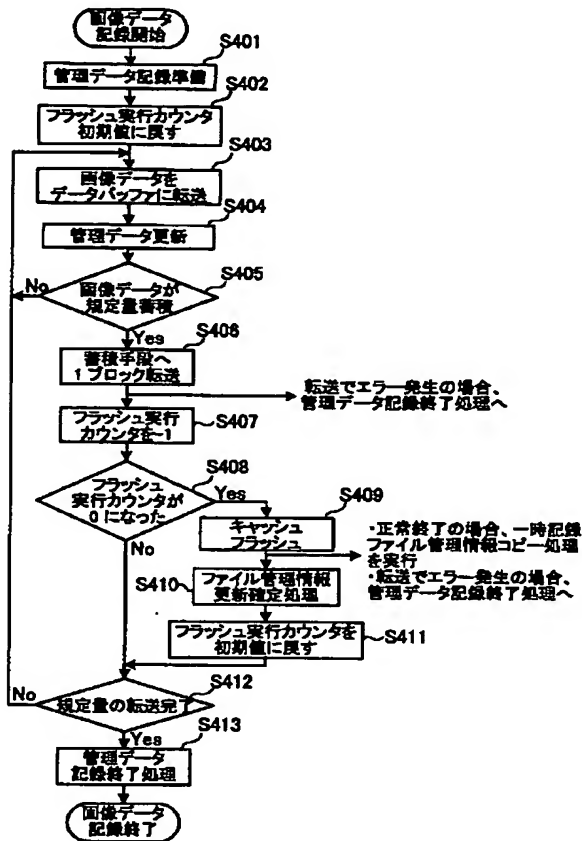 画像データ
記録開始
S401
管理データ記録準備
S402
フラッシュ実行カウンタ
初期値に戻す
S403
画像データを
データバッファに転送
S404
管理データ更新
S405
画像データが
規定量蓄積
No
Yes
S406
蓄積手段へ
1ブロック転送
転送でエラー発生の場合、
管理データ記録終了処理へ
フラッシュ実行
カウンタを-1
S407
S408
フラッシュ
実行カウンタが
0になった
Yes
No
S409
キャッシュ
フラッシュ
・正常終了の場合、一時記録
ファイル管理情報コピー処理
を実行
・転送でエラー発生の場合、
管理データ記録終了処理へ
S410
ファイル管理情報
更新確定処理
フラッシュ実行カウンタを
初期値に戻す
S411
S412
規定量の転送完了
No
Yes
S413
管理データ
記録終了処理
画像データ
記録終了